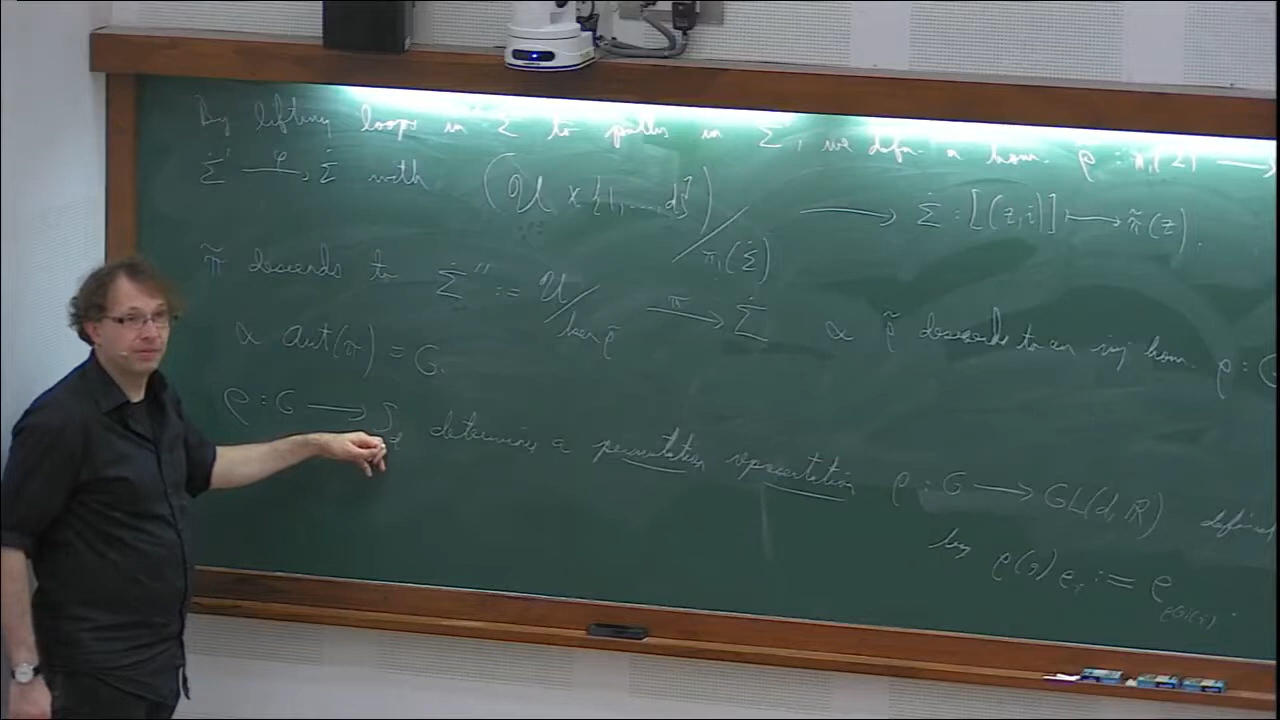 By lifting loops in Σ̇ to paths in Σ̇', we define a hom. ρ̃ : π₁(Σ̇) ⟶
Σ̇' —φ→ Σ̇ with (𝒰 × {1,...,d}) / π₁(Σ̇) ⟶ Σ̇ : [(z,i)] ⟼ π̃(z).
π̃ descends to Σ̇'' := 𝒰 / ker ρ̃ —π→ Σ̇ & ρ̃ descends to an inj hom. ρ : G
& Aut(π) = G.
ρ : G ⟶ S_d determines a permutation representation ρ : G ⟶ GL(d, ℝ) defined
by ρ(g) e_i := e_{ρ(g)(i)}.